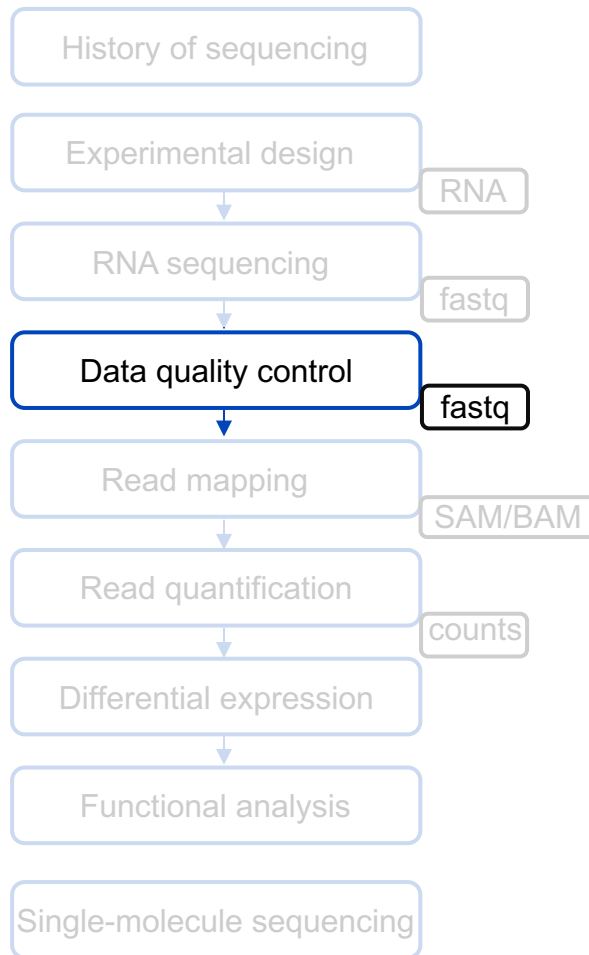 History of sequencing
Experimental design
RNA
RNA sequencing
fastq
Data quality control
fastq
Read mapping
SAM/BAM
Read quantification
counts
Differential expression
Functional analysis
Single-molecule sequencing